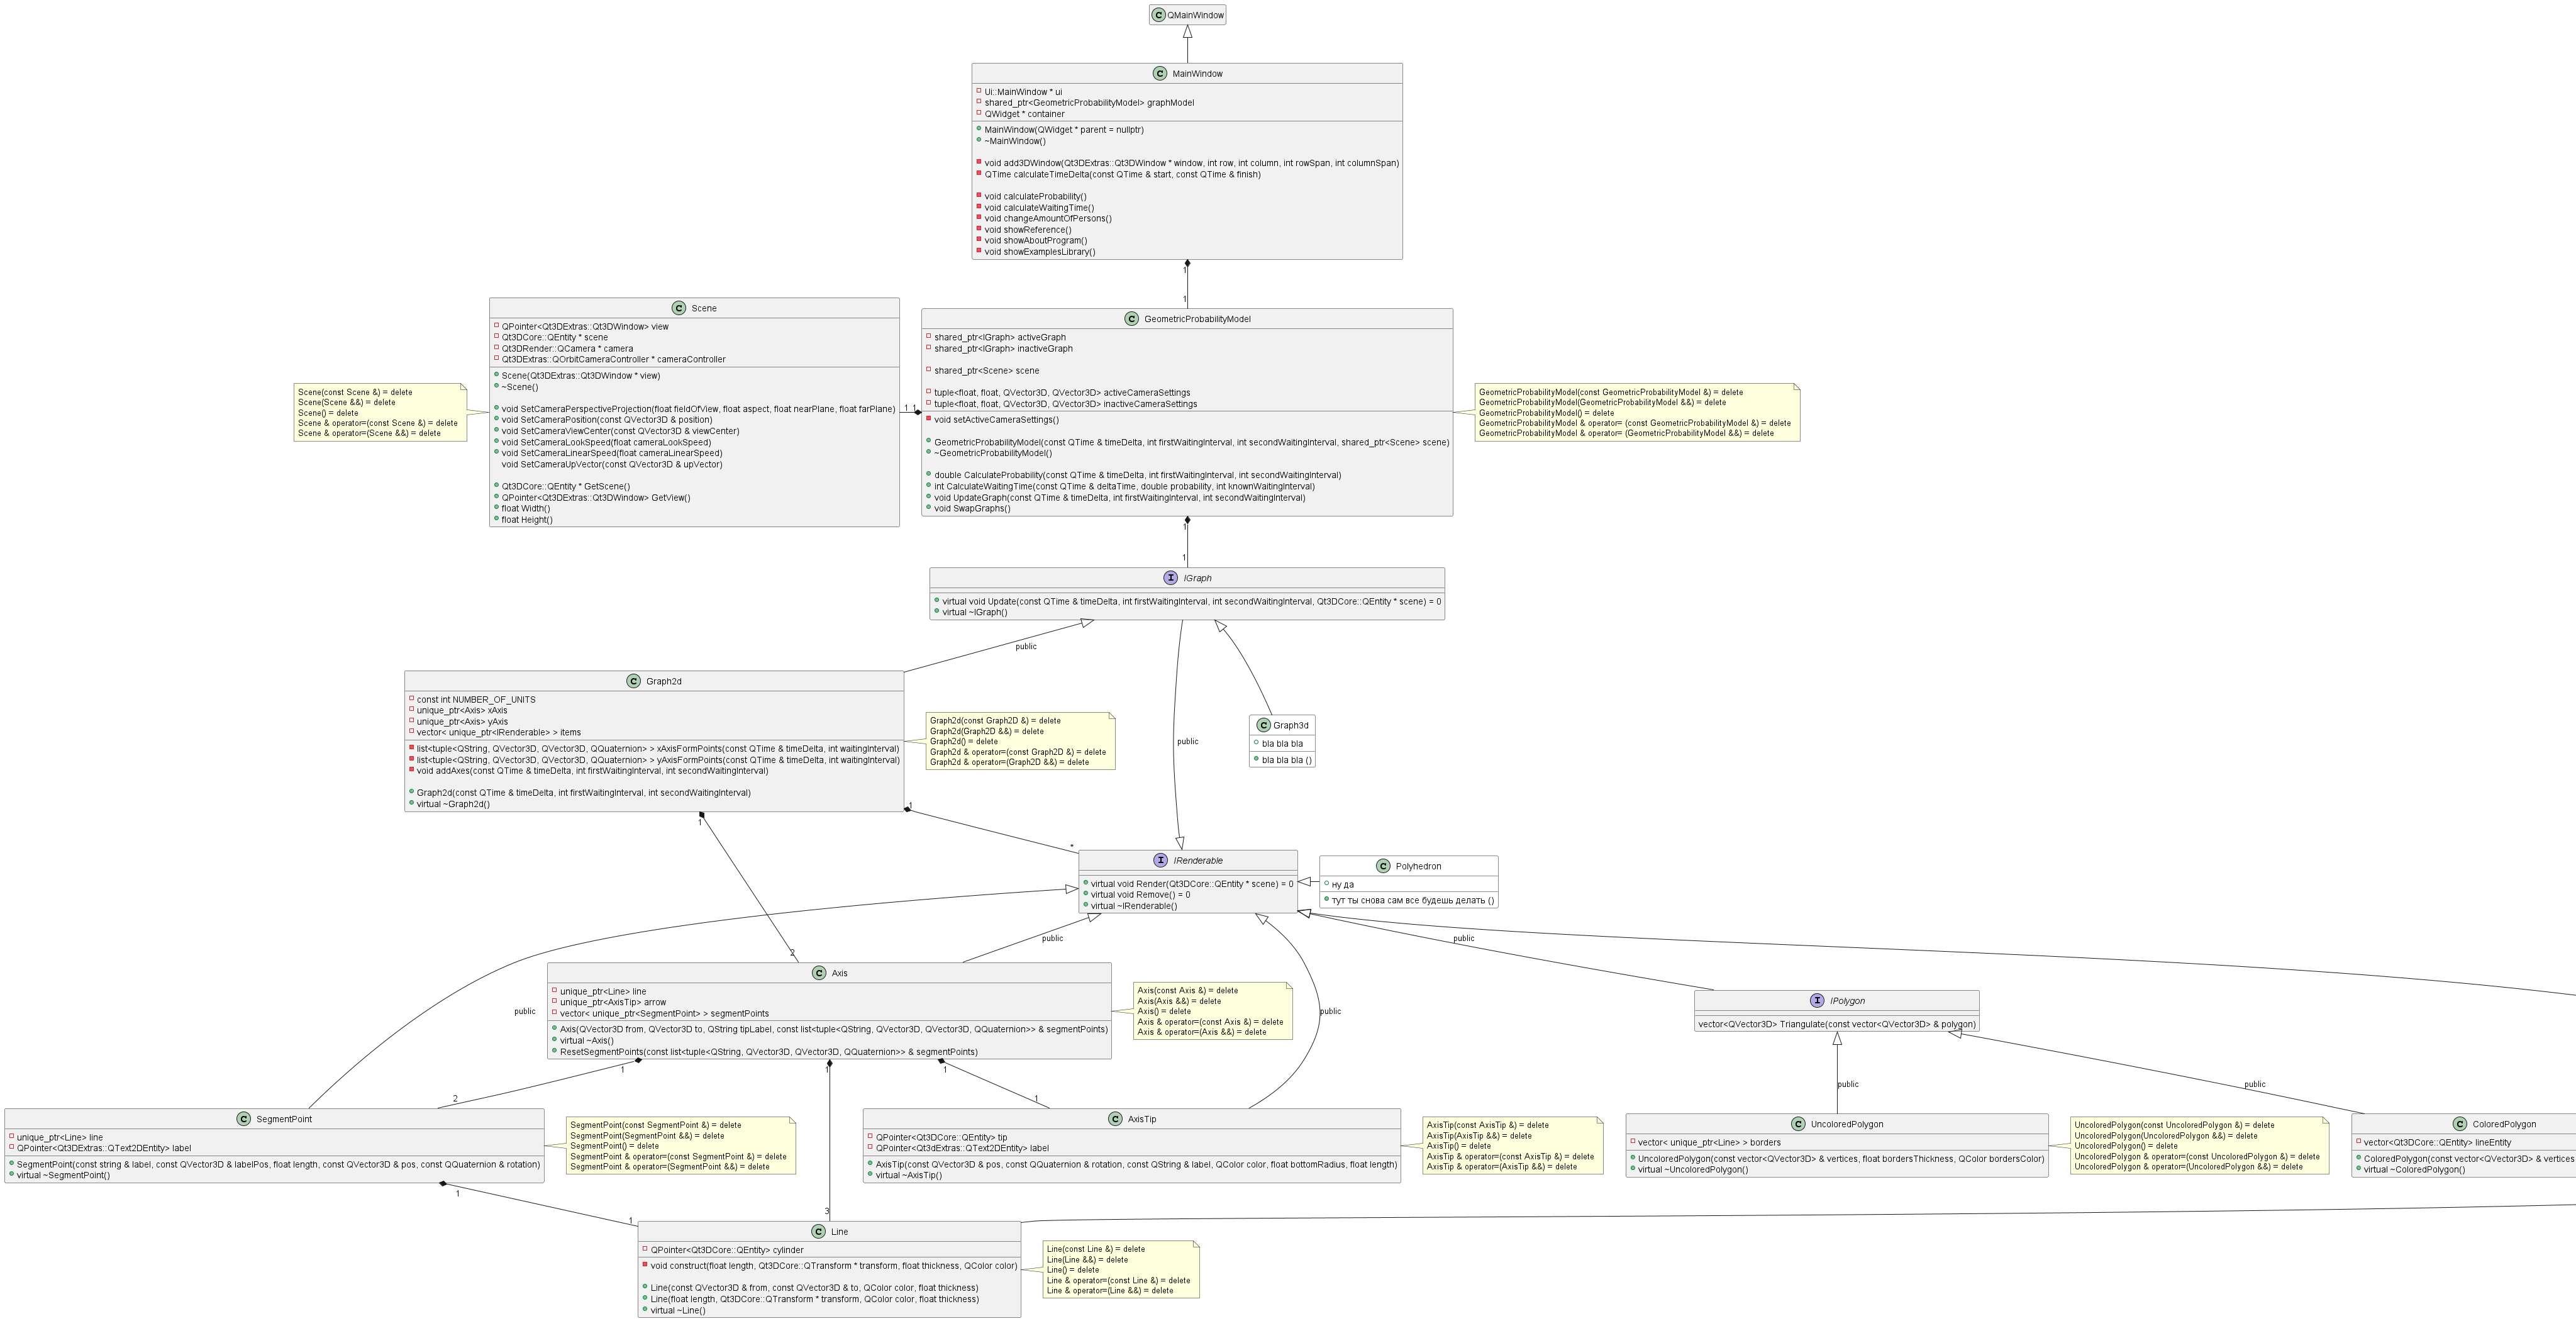 C QMainWindow
C MainWindow
Ui::MainWindow * ui
shared_ptr<GeometricProbabilityModel> graphModel
QWidget * container
MainWindow(QWidget * parent = nullptr)
~MainWindow()
void add3DWindow(Qt3DExtras::Qt3DWindow * window, int row, int column, int rowSpan, int columnSpan)
QTime calculateTimeDelta(const QTime & start, const QTime & finish)
void calculateProbability()
void calculateWaitingTime()
void changeAmountOfPersons()
void showReference()
void showAboutProgram()
void showExamplesLibrary()
1
1
C Scene
QPointer<Qt3DExtras::Qt3DWindow> view
Qt3DCore::QEntity * scene
Qt3DRender::QCamera * camera
Qt3DExtras::QOrbitCameraController * cameraController
Scene(Qt3DExtras::Qt3DWindow * view)
~Scene()
void SetCameraPerspectiveProjection(float fieldOfView, float aspect, float nearPlane, float farPlane)
void SetCameraPosition(const QVector3D & position)
void SetCameraViewCenter(const QVector3D & viewCenter)
void SetCameraLookSpeed(float cameraLookSpeed)
void SetCameraLinearSpeed(float cameraLinearSpeed)
void SetCameraUpVector(const QVector3D & upVector)
Qt3DCore::QEntity * GetScene()
QPointer<Qt3DExtras::Qt3DWindow> GetView()
float Width()
float Height()
Scene(const Scene &) = delete
Scene(Scene &&) = delete
Scene() = delete
Scene & operator=(const Scene &) = delete
Scene & operator=(Scene &&) = delete
1 1
C GeometricProbabilityModel
shared_ptr<IGraph> activeGraph
shared_ptr<IGraph> inactiveGraph
shared_ptr<Scene> scene
tuple<float, float, QVector3D, QVector3D> activeCameraSettings
tuple<float, float, QVector3D, QVector3D> inactiveCameraSettings
void setActiveCameraSettings()
GeometricProbabilityModel(const QTime & timeDelta, int firstWaitingInterval, int secondWaitingInterval, shared_ptr<Scene> scene)
~GeometricProbabilityModel()
double CalculateProbability(const QTime & timeDelta, int firstWaitingInterval, int secondWaitingInterval)
int CalculateWaitingTime(const QTime & deltaTime, double probability, int knownWaitingInterval)
void UpdateGraph(const QTime & timeDelta, int firstWaitingInterval, int secondWaitingInterval)
void SwapGraphs()
GeometricProbabilityModel(const GeometricProbabilityModel &) = delete
GeometricProbabilityModel(GeometricProbabilityModel &&) = delete
GeometricProbabilityModel() = delete
GeometricProbabilityModel & operator= (const GeometricProbabilityModel &) = delete
GeometricProbabilityModel & operator= (GeometricProbabilityModel &&) = delete
1
1
I IGraph
virtual void Update(const QTime & timeDelta, int firstWaitingInterval, int secondWaitingInterval, Qt3DCore::QEntity * scene) = 0
virtual ~IGraph()
public
C Graph2d
const int NUMBER_OF_UNITS
unique_ptr<Axis> xAxis
unique_ptr<Axis> yAxis
vector< unique_ptr<IRenderable> > items
list<tuple<QString, QVector3D, QVector3D, QQuaternion> > xAxisFormPoints(const QTime & timeDelta, int waitingInterval)
list<tuple<QString, QVector3D, QVector3D, QQuaternion> > yAxisFormPoints(const QTime & timeDelta, int waitingInterval)
void addAxes(const QTime & timeDelta, int firstWaitingInterval, int secondWaitingInterval)
Graph2d(const QTime & timeDelta, int firstWaitingInterval, int secondWaitingInterval)
virtual ~Graph2d()
Graph2d(const Graph2D &) = delete
Graph2d(Graph2D &&) = delete
Graph2d() = delete
Graph2d & operator=(const Graph2D &) = delete
Graph2d & operator=(Graph2D &&) = delete
public
C Graph3d
bla bla bla
bla bla bla ()
1
1
*
2
I IRenderable
virtual void Render(Qt3DCore::QEntity * scene) = 0
virtual void Remove() = 0
virtual ~IRenderable()
C Polyhedron
ну да
тут ты снова сам все будешь делать ()
public
public
public
public
C Axis
unique_ptr<Line> line
unique_ptr<AxisTip> arrow
vector< unique_ptr<SegmentPoint> > segmentPoints
Axis(QVector3D from, QVector3D to, QString tipLabel, const list<tuple<QString, QVector3D, QVector3D, QQuaternion>> & segmentPoints)
virtual ~Axis()
ResetSegmentPoints(const list<tuple<QString, QVector3D, QVector3D, QQuaternion>> & segmentPoints)
Axis(const Axis &) = delete
Axis(Axis &&) = delete
Axis() = delete
Axis & operator=(const Axis &) = delete
Axis & operator=(Axis &&) = delete
I IPolygon
vector<QVector3D> Triangulate(const vector<QVector3D> & polygon)
public
public
1
1
1
2
1
3
C SegmentPoint
unique_ptr<Line> line
QPointer<Qt3DExtras::QText2DEntity> label
SegmentPoint(const string & label, const QVector3D & labelPos, float length, const QVector3D & pos, const QQuaternion & rotation)
virtual ~SegmentPoint()
SegmentPoint(const SegmentPoint &) = delete
SegmentPoint(SegmentPoint &&) = delete
SegmentPoint() = delete
SegmentPoint & operator=(const SegmentPoint &) = delete
SegmentPoint & operator=(SegmentPoint &&) = delete
C AxisTip
QPointer<Qt3DCore::QEntity> tip
QPointer<Qt3dExtras::QText2DEntity> label
AxisTip(const QVector3D & pos, const QQuaternion & rotation, const QString & label, QColor color, float bottomRadius, float length)
virtual ~AxisTip()
AxisTip(const AxisTip &) = delete
AxisTip(AxisTip &&) = delete
AxisTip() = delete
AxisTip & operator=(const AxisTip &) = delete
AxisTip & operator=(AxisTip &&) = delete
C UncoloredPolygon
vector< unique_ptr<Line> > borders
UncoloredPolygon(const vector<QVector3D> & vertices, float bordersThickness, QColor bordersColor)
virtual ~UncoloredPolygon()
UncoloredPolygon(const UncoloredPolygon &) = delete
UncoloredPolygon(UncoloredPolygon &&) = delete
UncoloredPolygon() = delete
UncoloredPolygon & operator=(const UncoloredPolygon &) = delete
UncoloredPolygon & operator=(UncoloredPolygon &&) = delete
C ColoredPolygon
vector<Qt3DCore::QEntity> lineEntity
ColoredPolygon(const vector<QVector3D> & vertices
virtual ~ColoredPolygon()
1
1
C Line
QPointer<Qt3DCore::QEntity> cylinder
void construct(float length, Qt3DCore::QTransform * transform, float thickness, QColor color)
Line(const QVector3D & from, const QVector3D & to, QColor color, float thickness)
Line(float length, Qt3DCore::QTransform * transform, QColor color, float thickness)
virtual ~Line()
Line(const Line &) = delete
Line(Line &&) = delete
Line() = delete
Line & operator=(const Line &) = delete
Line & operator=(Line &&) = delete